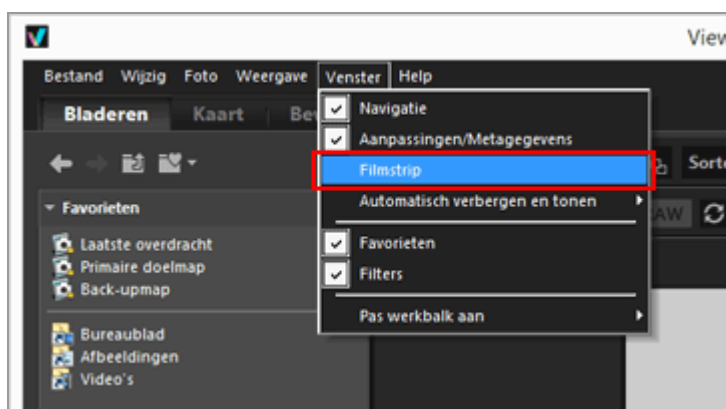 View
Bestand Wijzig Foto Weergave Venster Help
Bladeren Kaart
Navigatie
Aanpassingen/Metagegevens
Filmstrip
Sorte
Automatisch verbergen en tonen
AW
Favorieten
Favorieten
Filters
Laatste overdracht
Primaire doelmap
Back-upmap
Pas werkbalk aan
Bureaublad
Afbeeldingen
Video's